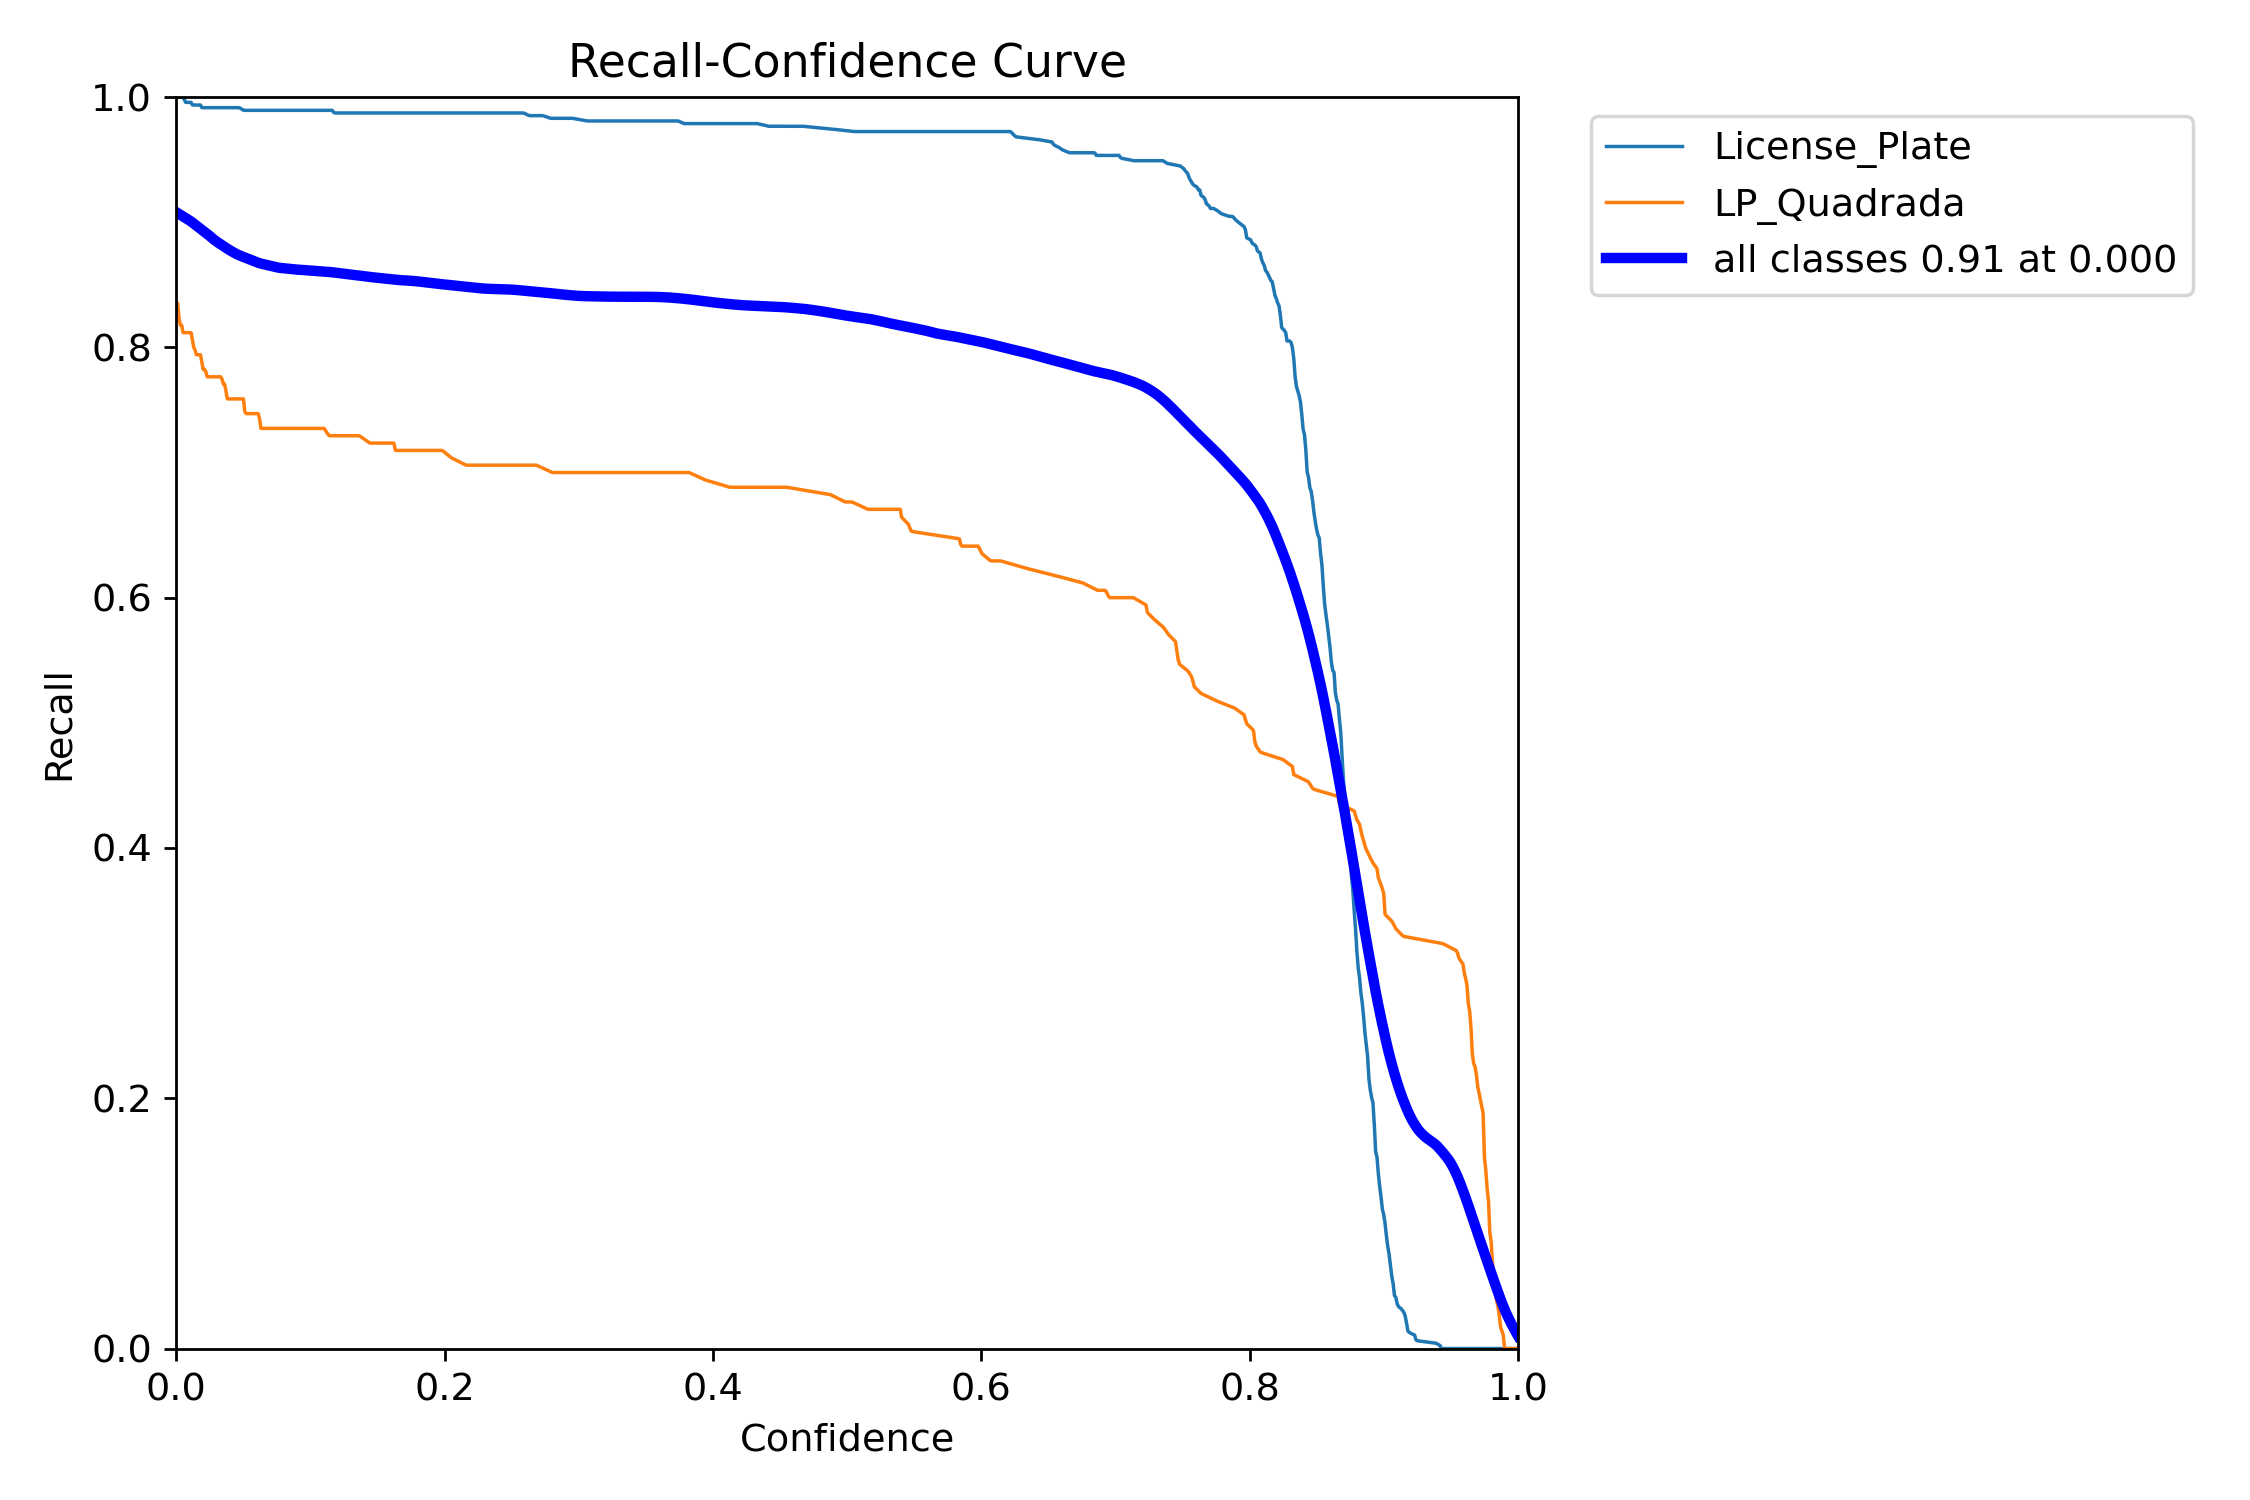 Recall-Confidence Curve
1.0
0.8
0.6
0.4
0.2
0.0
Recall
0.0 0.2 0.4 0.6 0.8 1.0
Confidence
License_Plate
LP_Quadrada
all classes 0.91 at 0.000